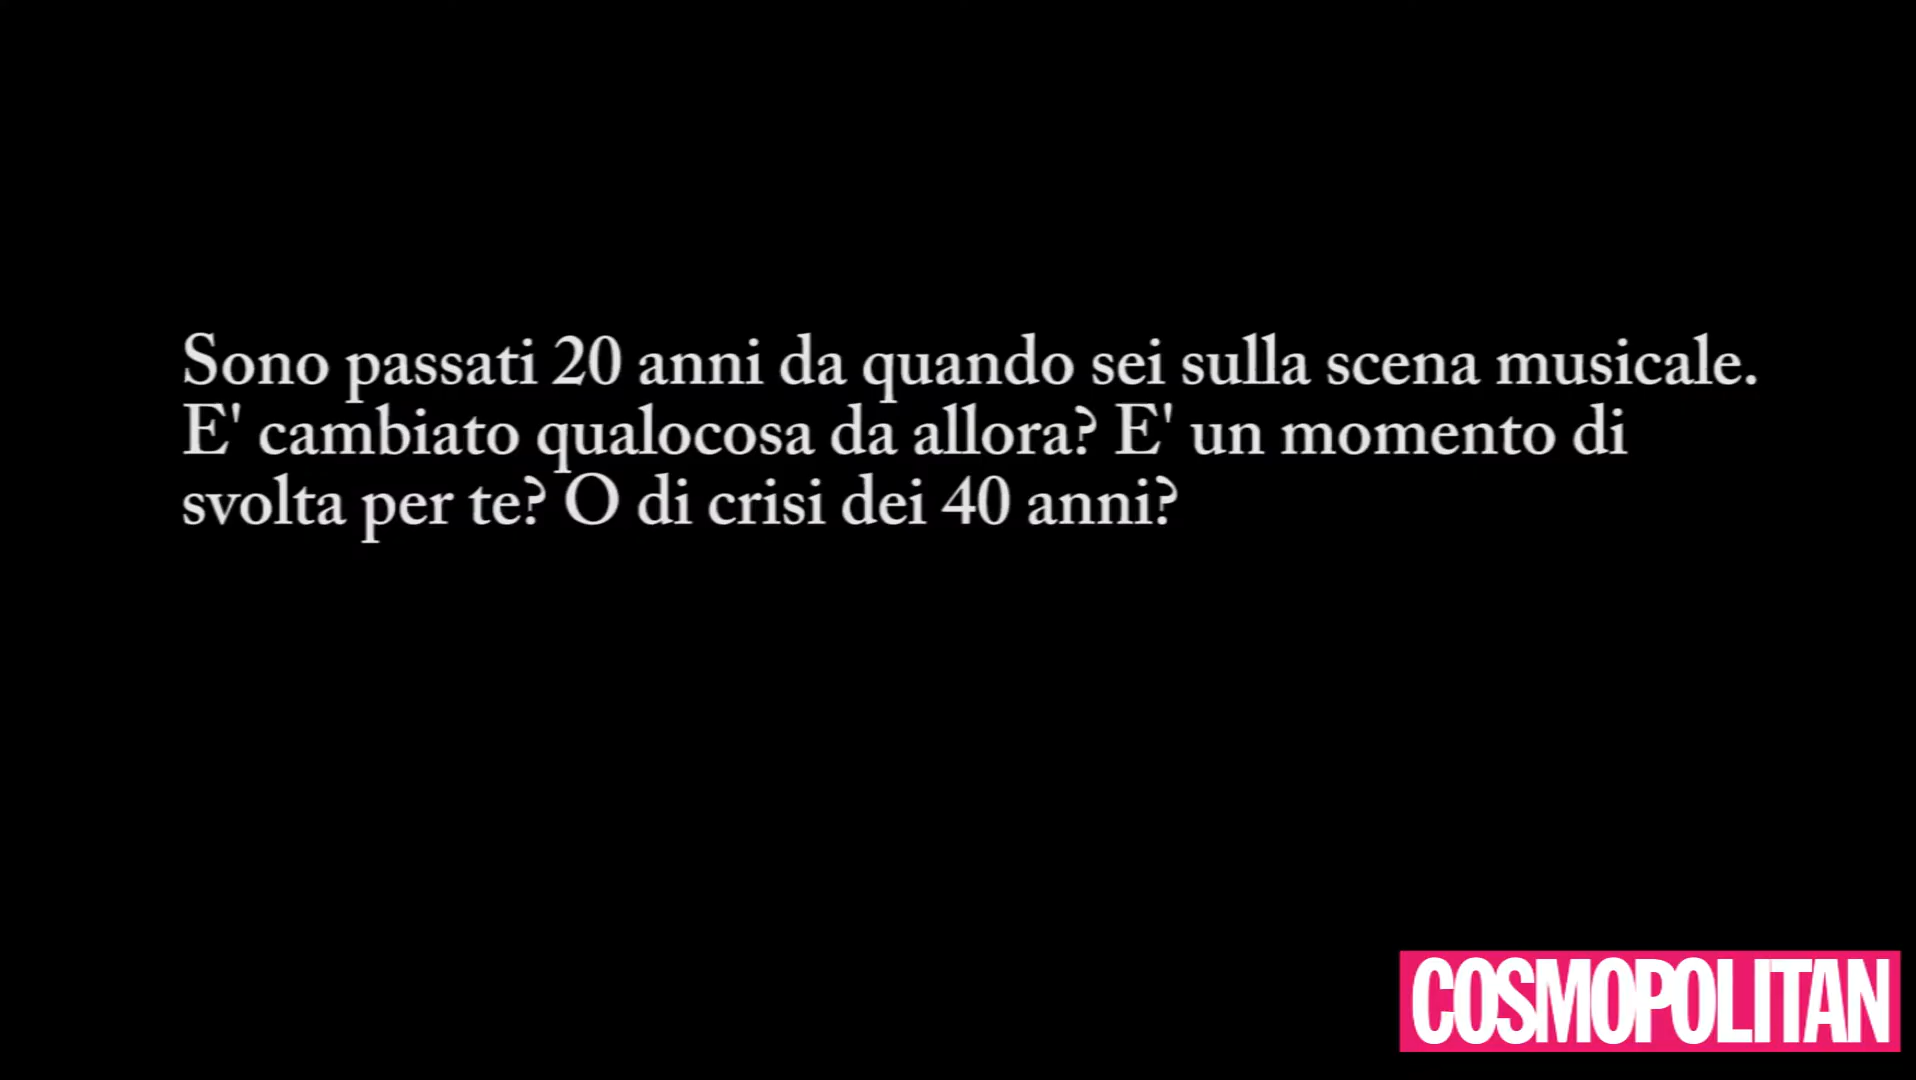 Sono passati 20 anni da quando sei sulla scena musicale.
E' cambiato qualocosa da allora? E' un momento di
svolta per te? O di crisi dei 40 anni?
COSMOPOLITAN